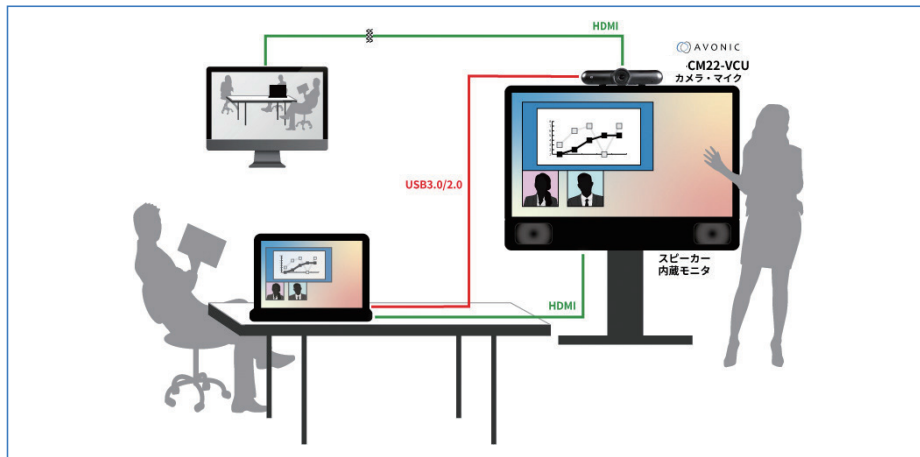 HDMI
AVONIC
·CM22-VCU
カメラ・マイク
USB3.0/2.0
スピーカー
内蔵モニタ
HDMI